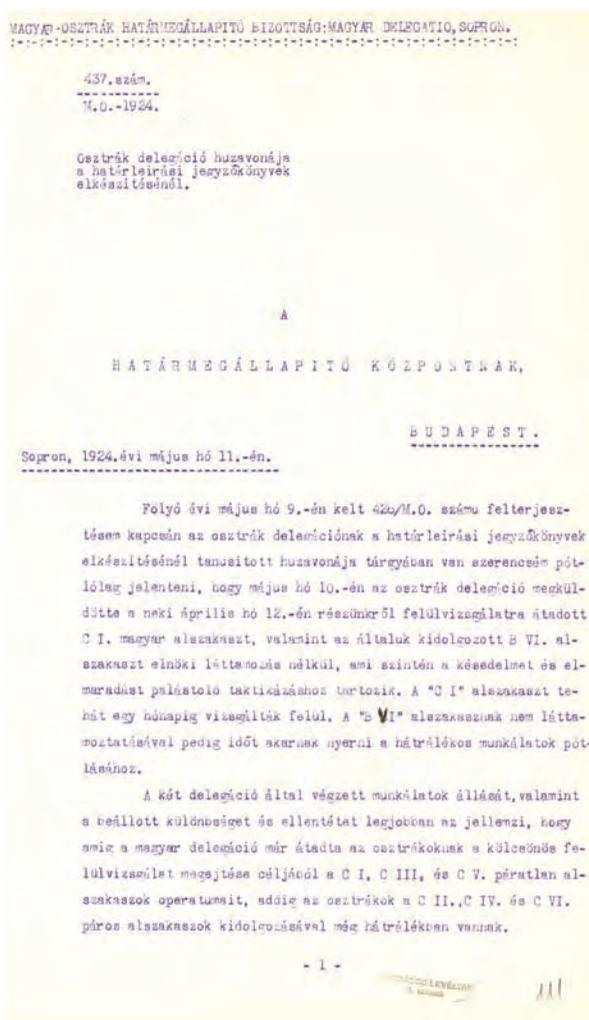 MAGYAR-OSZTRÁK HATÁRMEGÁLLAPITÓ BIZOTTSÁG:MAGYAR DELEGATIO,SOPRON.
437.szám.
M.O.-1924.
Osztrák delegáció huzavonája
a határleirási jegyzőkönyvek
elkészitésénél.
A
HATÁRMEGÁLLAPITÓ KÖZPONTNAK,
BUDAPEST.
Sopron, 1924.évi május hó 11.-én.
Folyó évi május hó 9.-én kelt 426/M.O. számu felterjesz-
tésem kapcsán az osztrák delegációnak a határleirási jegyzőkönyvek
elkészitésénél tanusitott huzavonája tárgyában van szerencsém pót-
lólag jelenteni, hogy május hó 10.-én az osztrák delegáció megkül-
dötte a neki április hó 12.-én részünkről felülvizsgálatra átadott
C I. magyar alszakaszt, valamint az általuk kidolgozott B VI. al-
szakaszt elnöki láttamozás nélkül, ami szintén a késedelmet és el-
maradást palástoló taktikázáshoz tartozik. A "C I" alszakaszt te-
hát egy hónapig vizsgálták felül. A "B VI" alszakasznak nem látta-
moztatásával pedig időt akarnak nyerni a hátrálékos munkálatok pót-
lásához.
A két delegáció által végzett munkálatok állását,valamint
a beállott különbséget és ellentétet legjobban az jellemzi, hogy
amig a magyar delegáció már átadta az osztrákoknak a kölcsönös fe-
lülvizsgálat megejtése céljából a C I, C III, és C V. páratlan al-
szakaszok operatumait, addig az osztrákok a C II.,C IV. és C VI.
páros alszakaszok kidolgozásával még hátrálékban vannak.
- 1 -
111